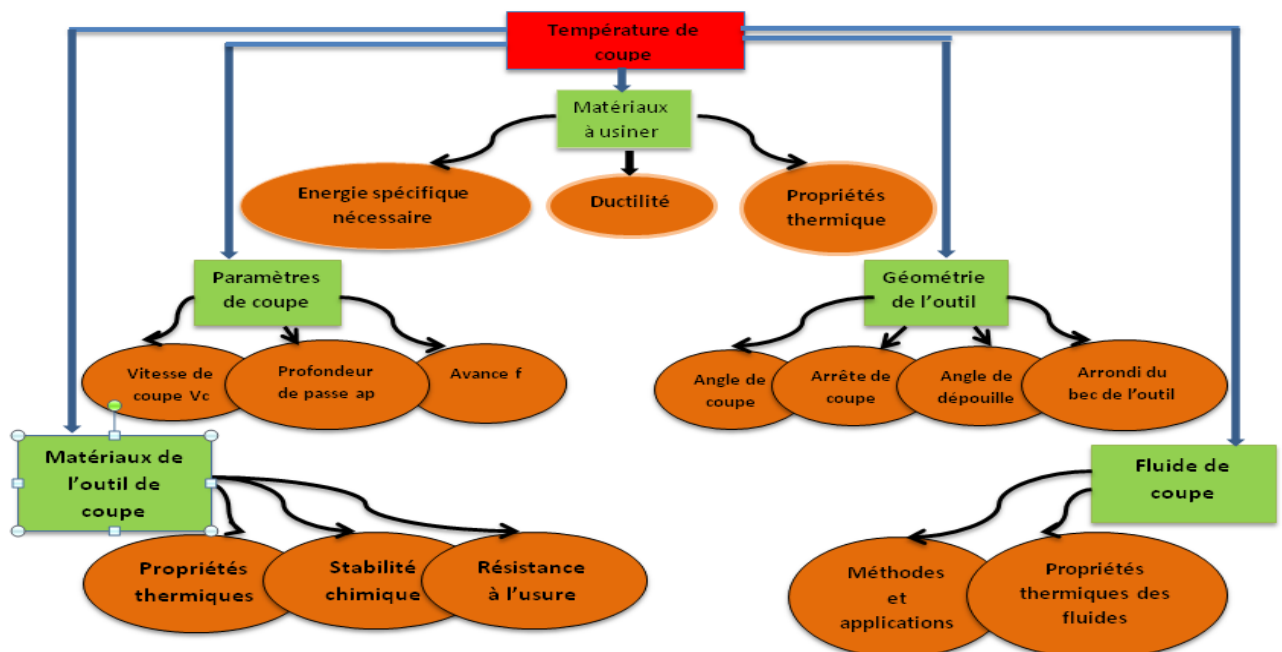 Température de
coupe
Matériaux
à usiner
Energie spécifique
nécessaire
Ductilité
Propriétés
thermique
Paramètres
de coupe
Géométrie
de l'outil
Vitesse de
coupe Vc
Profondeur
de passe ap
Avance f
Angle de
coupe
Arrête de
coupe
Angle de
dépouille
Arrondi du
bec de l'outil
Matériaux de
l'outil de
coupe
Fluide de
coupe
Propriétés
thermiques
Stabilité
chimique
Résistance
à l'usure
Méthodes
et
applications
Propriétés
thermiques des
fluides